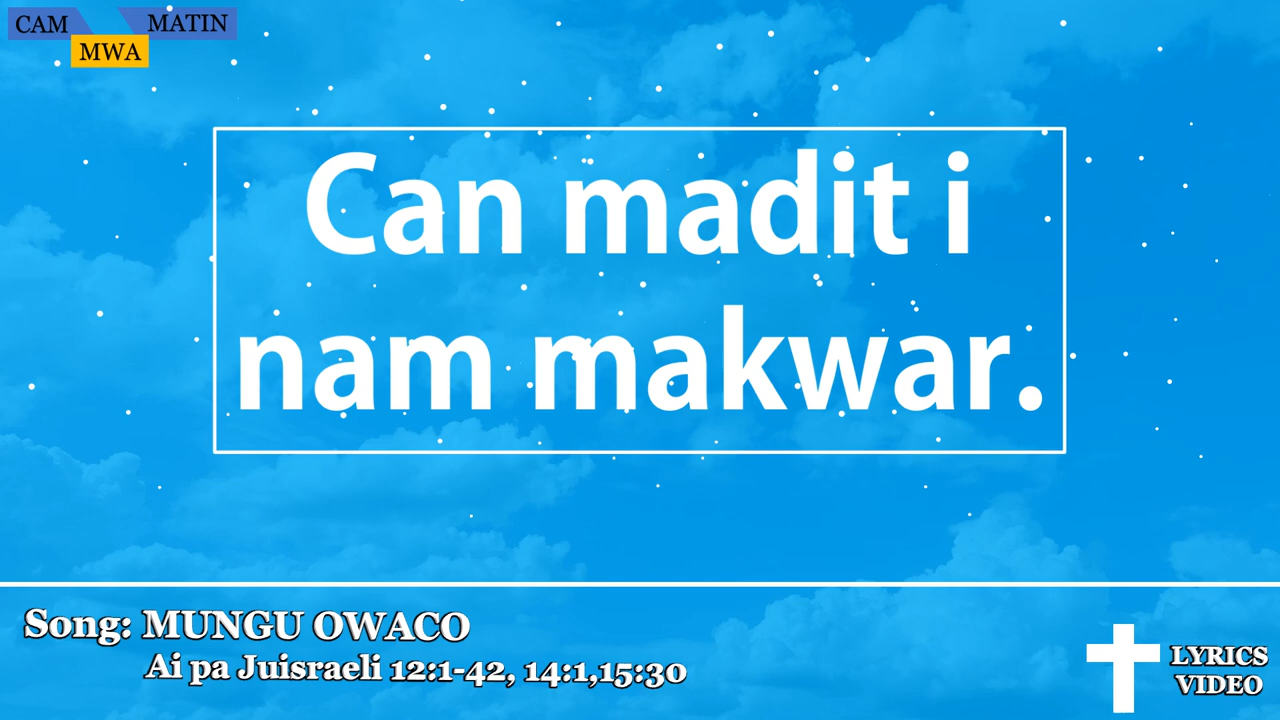 CAM MATIN
MWA
Can madit i
nam makwar.
Song: MUNGU OWACO
Ai pa Juisraeli 12:1-42, 14:1,15:30
LYRICS
VIDEO